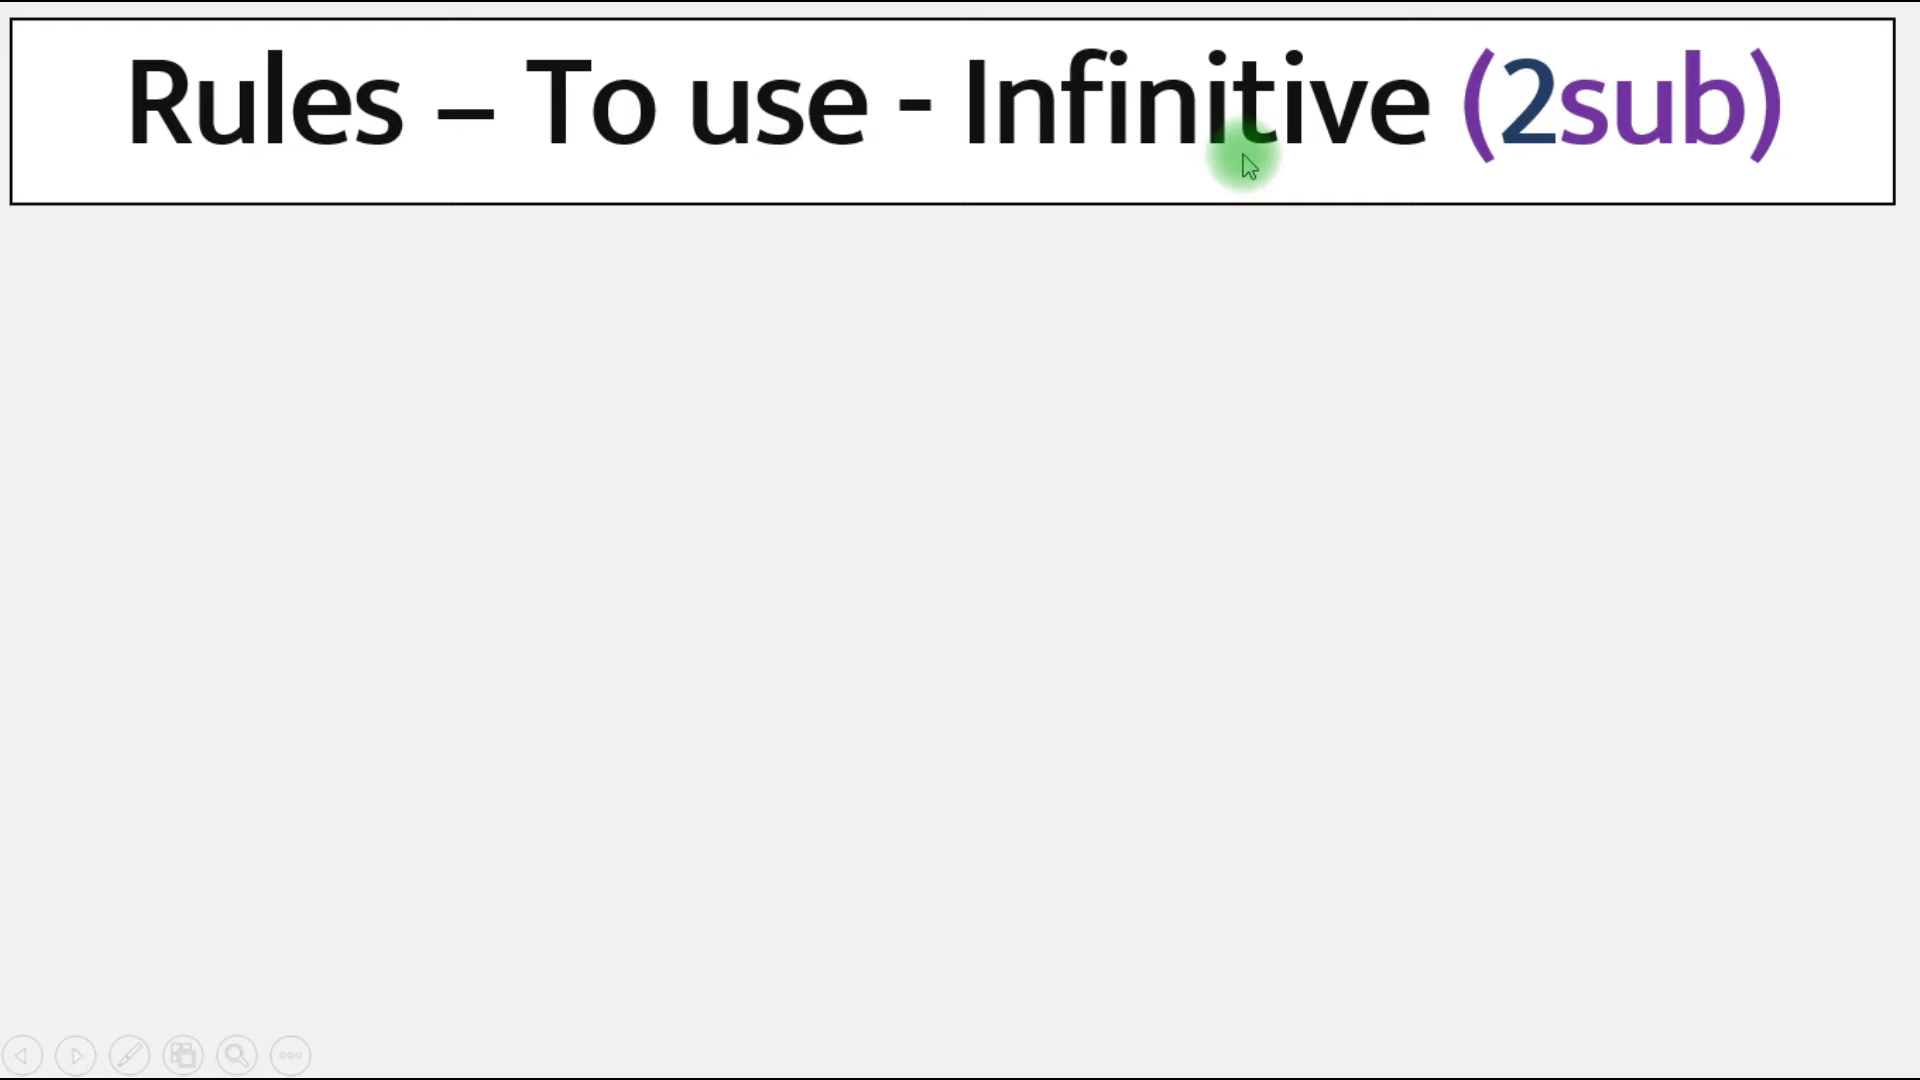 Rules – To use - Infinitive (2sub)